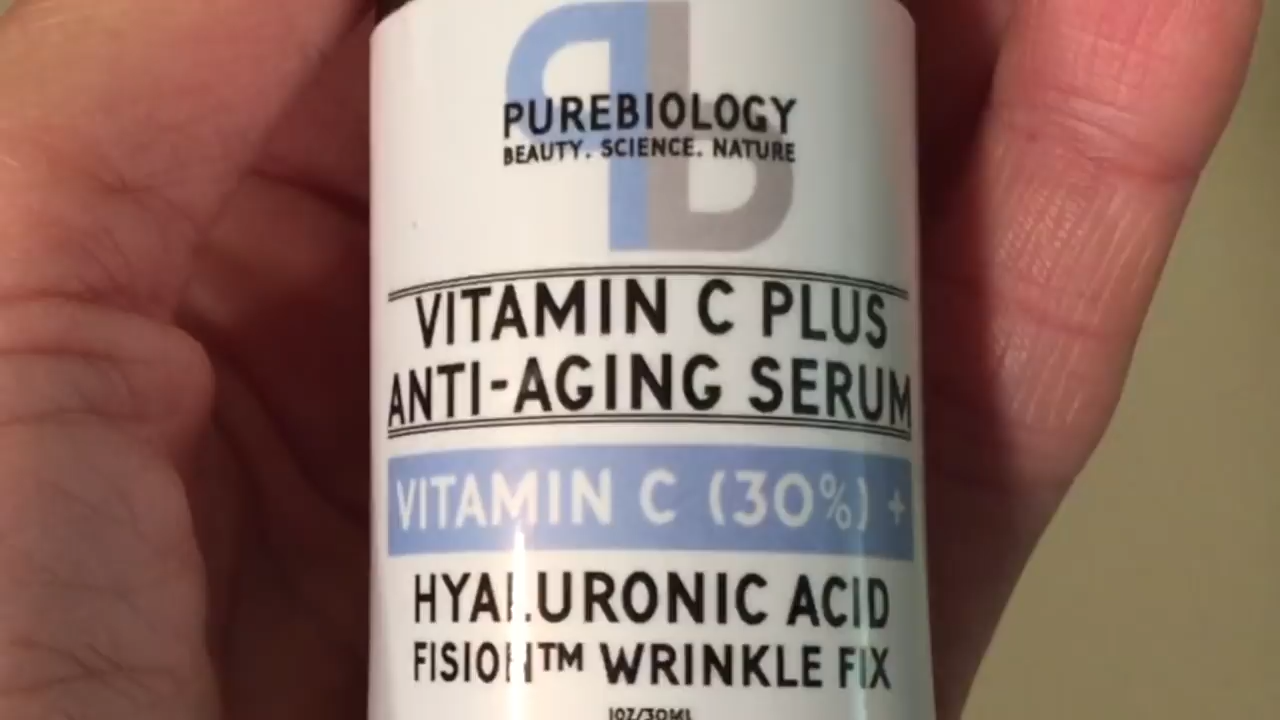 PUREBIOLOGY
BEAUTY. SCIENCE. NATURE
VITAMIN C PLUS
ANTI-AGING SERUM
VITAMIN C (30%) +
HYALURONIC ACID
FISION™ WRINKLE FIX
1OZ/30ML